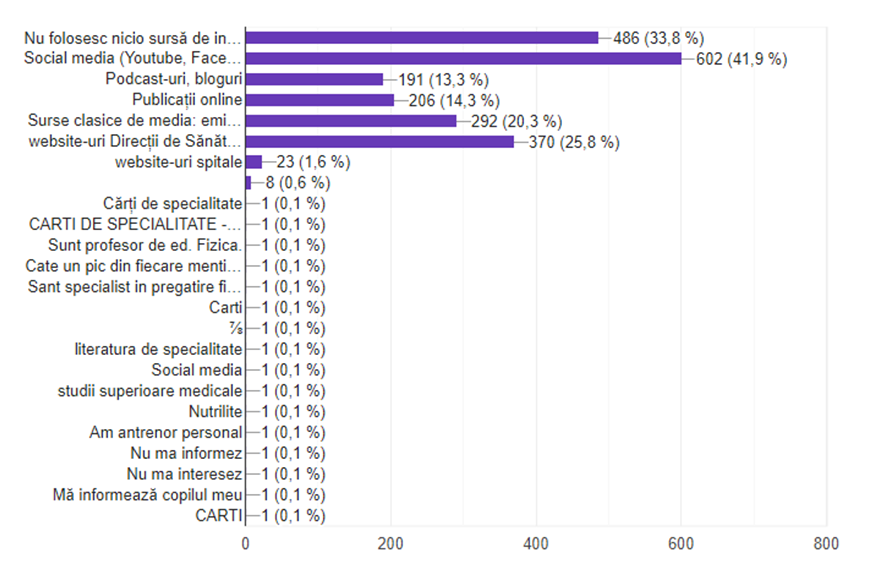 Nu folosesc nicio sursă de in… 486 (33,8 %)
Social media (Youtube, Face… 602 (41,9 %)
Podcast-uri, bloguri 191 (13,3 %)
Publicații online 206 (14,3 %)
Surse clasice de media: emi… 292 (20,3 %)
website-uri Direcții de Sănăt… 370 (25,8 %)
website-uri spitale 23 (1,6 %)
8 (0,6 %)
Cărți de specialitate 1 (0,1 %)
CARTI DE SPECIALITATE -… 1 (0,1 %)
Sunt profesor de ed. Fizica. 1 (0,1 %)
Cate un pic din fiecare menti… 1 (0,1 %)
Sant specialist in pregatire fi… 1 (0,1 %)
Carti 1 (0,1 %)
⅞ 1 (0,1 %)
literatura de specialitate 1 (0,1 %)
Social media 1 (0,1 %)
studii superioare medicale 1 (0,1 %)
Nutrilite 1 (0,1 %)
Am antrenor personal 1 (0,1 %)
Nu ma informez 1 (0,1 %)
Nu ma interesez 1 (0,1 %)
Mă informează copilul meu 1 (0,1 %)
CARTI 1 (0,1 %)
0 200 400 600 800